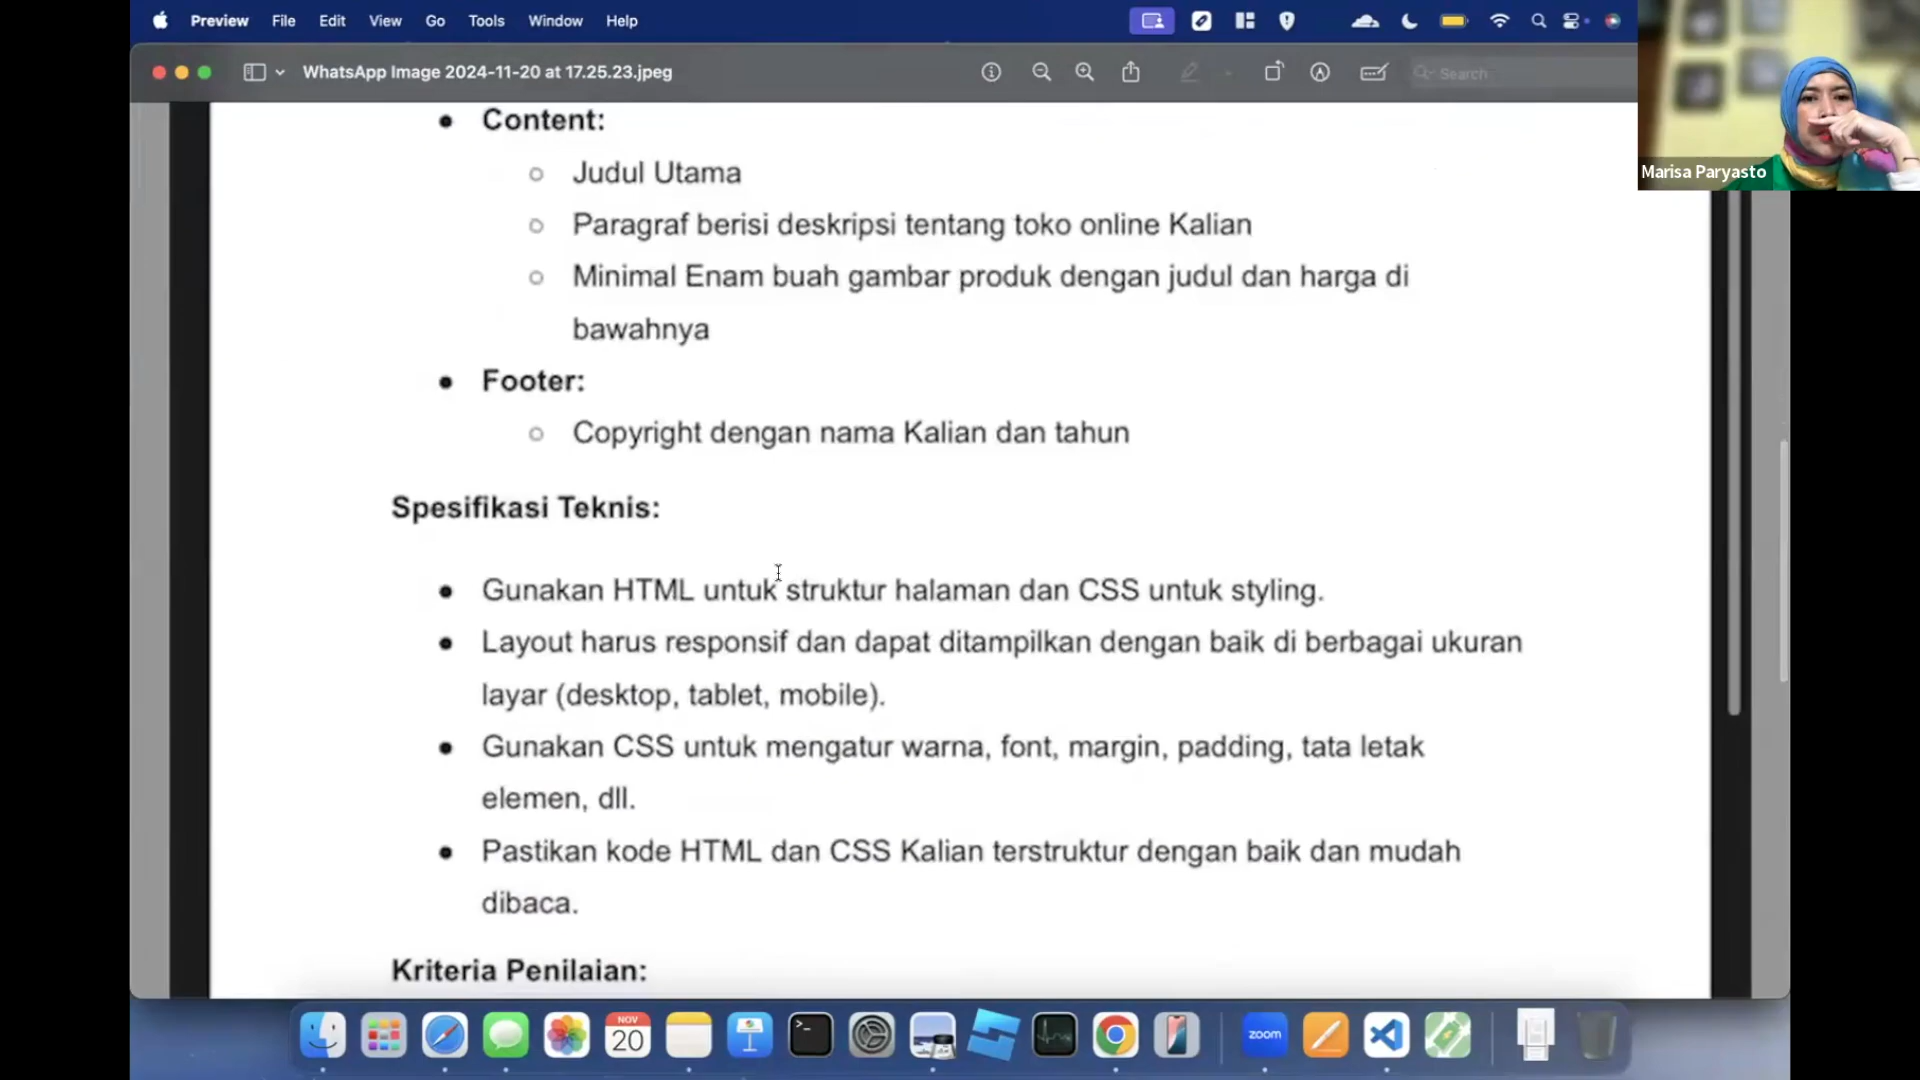 Preview File Edit View Go Tools Window Help
WhatsApp Image 2024-11-20 at 17.25.23.jpeg
Search
Marisa Paryasto
Content:
Judul Utama
Paragraf berisi deskripsi tentang toko online Kalian
Minimal Enam buah gambar produk dengan judul dan harga di
bawahnya
Footer:
Copyright dengan nama Kalian dan tahun
Spesifikasi Teknis:
Gunakan HTML untuk struktur halaman dan CSS untuk styling.
Layout harus responsif dan dapat ditampilkan dengan baik di berbagai ukuran
layar (desktop, tablet, mobile).
Gunakan CSS untuk mengatur warna, font, margin, padding, tata letak
elemen, dll.
Pastikan kode HTML dan CSS Kalian terstruktur dengan baik dan mudah
dibaca.
Kriteria Penilaian:
NOV
20
zoom